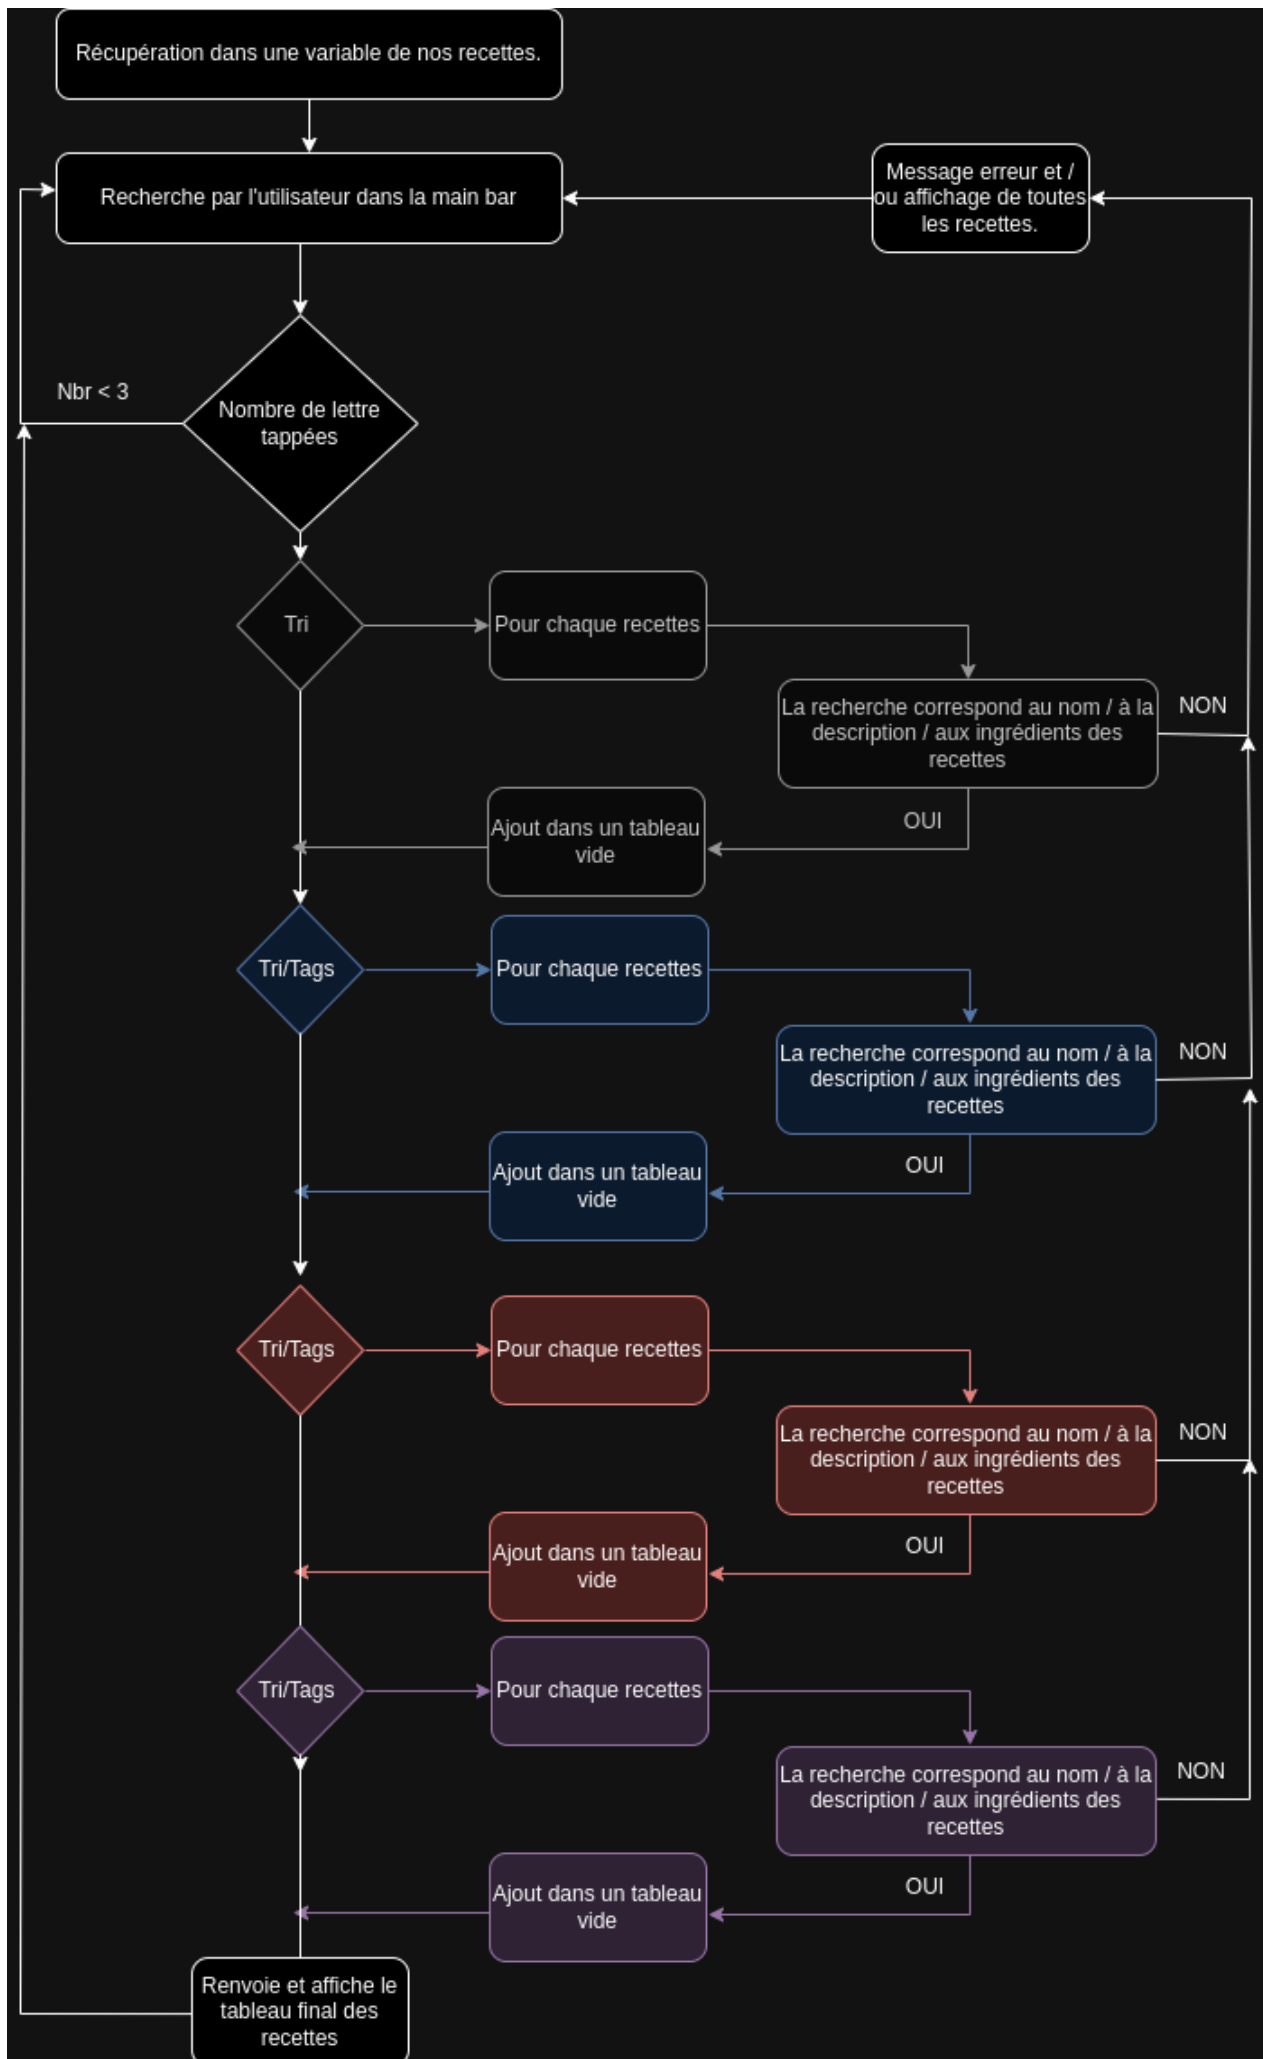 Récupération dans une variable de nos recettes.
Recherche par l'utilisateur dans la main bar
Message erreur et /
ou affichage de toutes
les recettes.
Nbr < 3
Nombre de lettre
tappées
Tri
Pour chaque recettes
La recherche correspond au nom / à la
description / aux ingrédients des
recettes
NON
OUI
Ajout dans un tableau
vide
Tri/Tags
Pour chaque recettes
La recherche correspond au nom / à la
description / aux ingrédients des
recettes
NON
OUI
Ajout dans un tableau
vide
Tri/Tags
Pour chaque recettes
La recherche correspond au nom / à la
description / aux ingrédients des
recettes
NON
OUI
Ajout dans un tableau
vide
Tri/Tags
Pour chaque recettes
La recherche correspond au nom / à la
description / aux ingrédients des
recettes
NON
OUI
Ajout dans un tableau
vide
Renvoie et affiche le
tableau final des
recettes